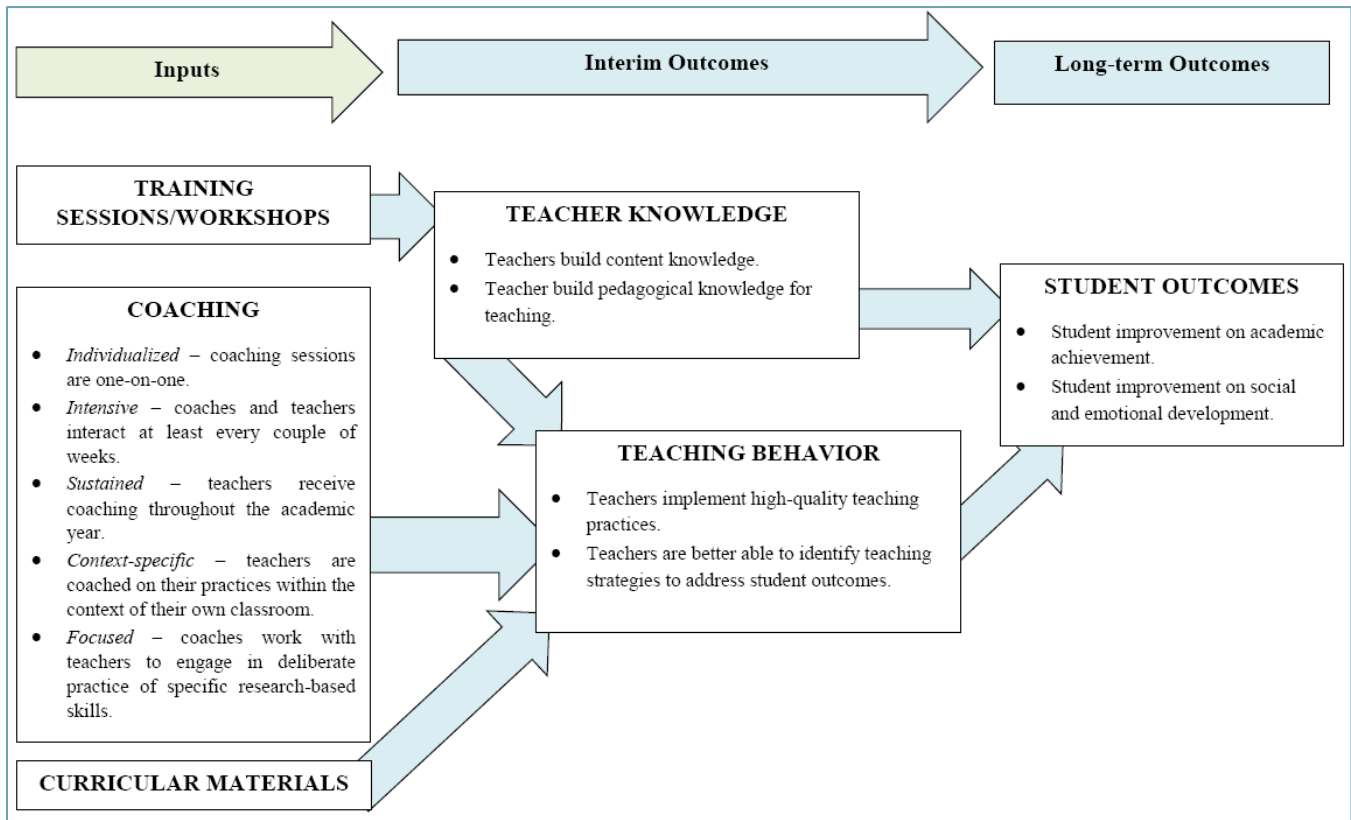 Inputs
Interim Outcomes
Long-term Outcomes
TRAINING
SESSIONS/WORKSHOPS
COACHING
● Individualized – coaching sessions
are one-on-one.
● Intensive – coaches and teachers
interact at least every couple of
weeks.
● Sustained – teachers receive
coaching throughout the academic
year.
● Context-specific – teachers are
coached on their practices within the
context of their own classroom.
● Focused – coaches work with
teachers to engage in deliberate
practice of specific research-based
skills.
CURRICULAR MATERIALS
TEACHER KNOWLEDGE
● Teachers build content knowledge.
● Teacher build pedagogical knowledge for
teaching.
TEACHING BEHAVIOR
● Teachers implement high-quality teaching
practices.
● Teachers are better able to identify teaching
strategies to address student outcomes.
STUDENT OUTCOMES
● Student improvement on academic
achievement.
● Student improvement on social
and emotional development.